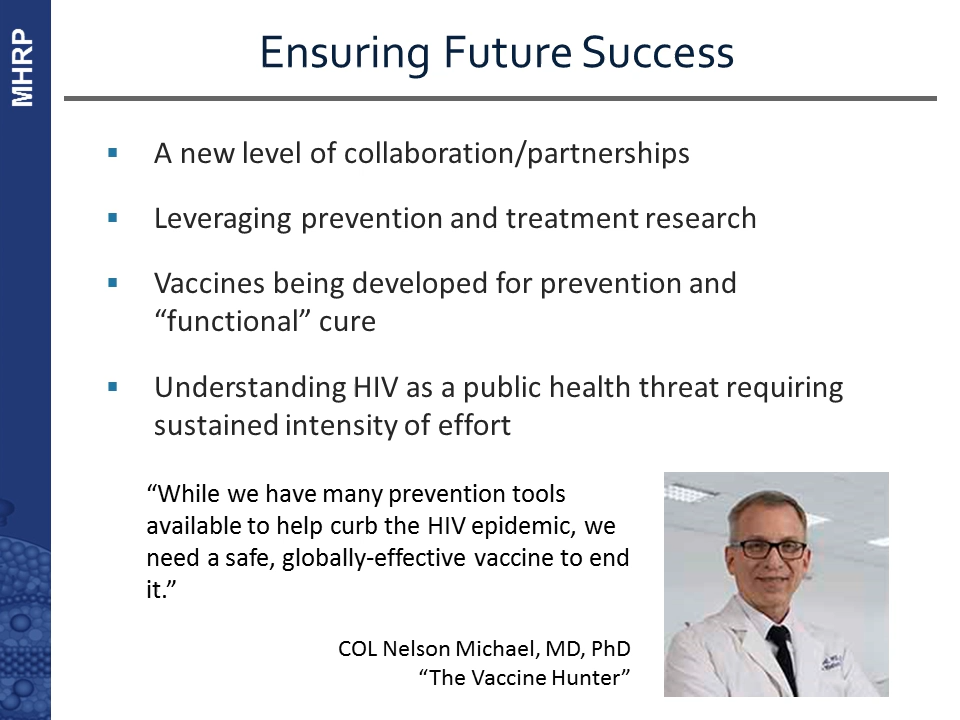 MHRP
Ensuring Future Success
▪ A new level of collaboration/partnerships
▪ Leveraging prevention and treatment research
▪ Vaccines being developed for prevention and
“functional” cure
▪ Understanding HIV as a public health threat requiring
sustained intensity of effort
“While we have many prevention tools
available to help curb the HIV epidemic, we
need a safe, globally-effective vaccine to end
it.”
COL Nelson Michael, MD, PhD
“The Vaccine Hunter”